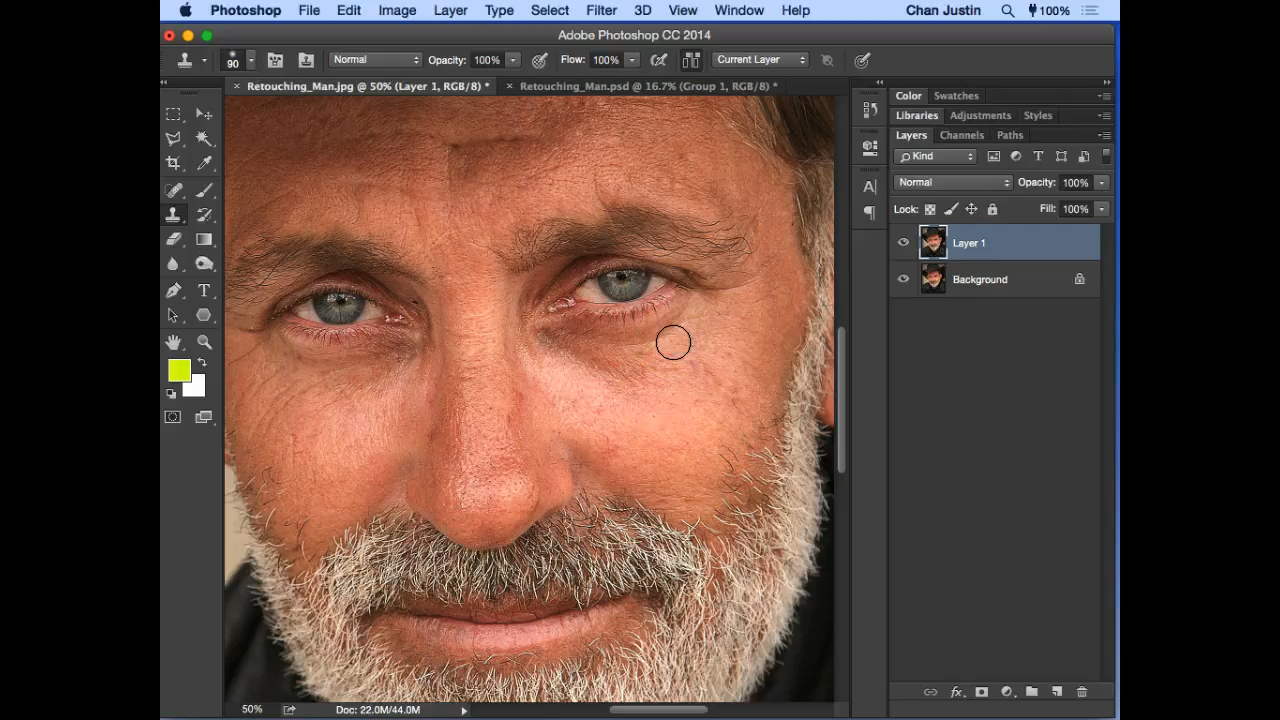 Photoshop File Edit Image Layer Type Select Filter 3D View Window Help Chan Justin 100%
Adobe Photoshop CC 2014
90 Normal Opacity: 100% Flow: 100% Current Layer
× Retouching_Man.jpg @ 50% (Layer 1, RGB/8) * × Retouching_Man.psd @ 16.7% (Group 1, RGB/8) *
Color Swatches
Libraries Adjustments Styles
Layers Channels Paths
Kind
Normal Opacity: 100%
Lock: Fill: 100%
Layer 1
Background
50% Doc: 22.0M/44.0M